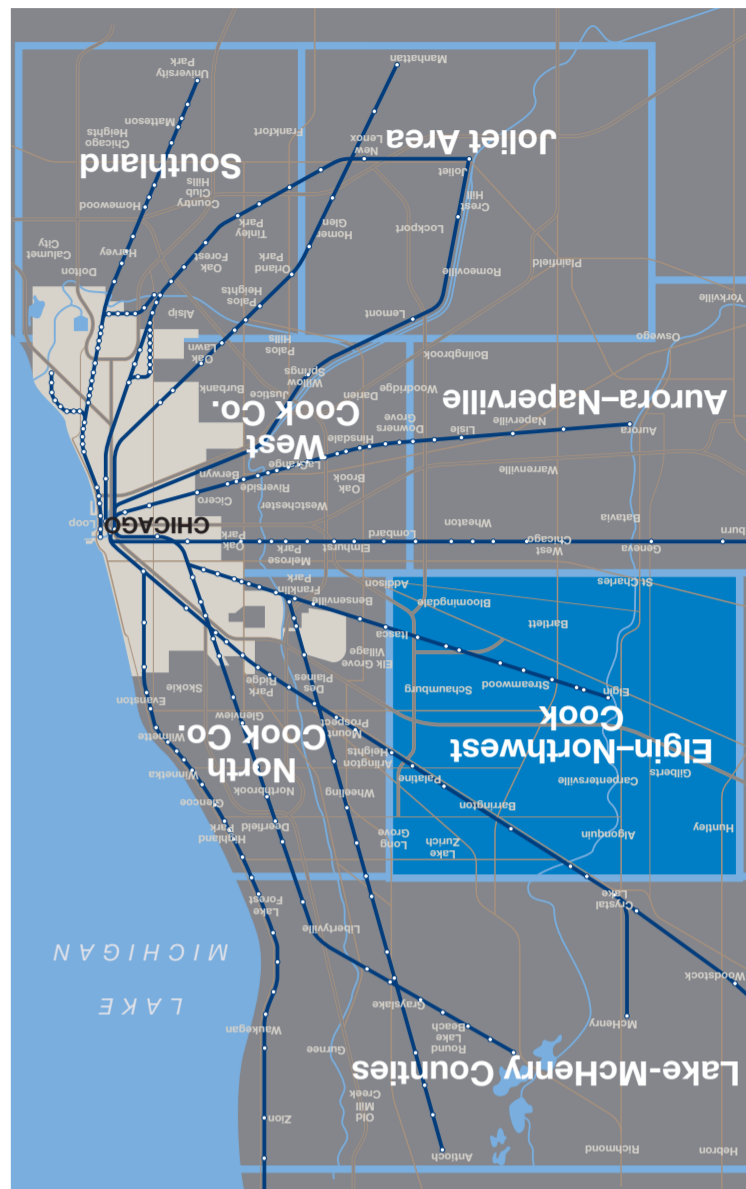 Hebron
Richmond
Antioch
Zion
Old
Mill
Creek
Lake-McHenry Counties
Round
Lake
Beach
Gurnee
McHenry
Waukegan
Grayslake
LAKE
MICHIGAN
Woodstock
Crystal
Lake
Libertyville
Lake
Forest
Huntley
Algonquin
Lake
Zurich
Long
Grove
Highland
Park
Deerfield
Barrington
Glencoe
Wheeling
Northbrook
Gilberts
Carpentersville
Palatine
Arlington
Heights
Winnetka
Elgin–Northwest
Cook
North
Cook Co.
Mount
Prospect
Wilmette
Glenview
Evanston
Elgin
Streamwood
Schaumburg
Des
Plaines
Park
Ridge
Skokie
Elk Grove
Village
Itasca
Bartlett
Bloomingdale
Bensenville
Franklin
Park
St.Charles
Addison
Geneva
West
Chicago
Lombard
Elmhurst
Melrose
Park
Oak
Park
burn
Batavia
Wheaton
CHICAGO
Loop
Westchester
Cicero
Oak
Brook
Riverside
Warrenville
Berwyn
LaGrange
Aurora
Naperville
Lisle
Downers
Grove
Hinsdale
West
Cook Co.
Aurora–Naperville
Woodridge
Darien
Justice
Burbank
Willow
Springs
Bolingbrook
Oak
Lawn
Palos
Hills
Oswego
Lemont
Alsip
Yorkville
Palos
Heights
Romeoville
Plainfield
Orland
Park
Oak
Forest
Dolton
Harvey
Calumet
City
Lockport
Homer
Glen
Tinley
Park
Crest
Hill
Country
Club
Hills
Homewood
Joliet
Southland
Joliet Area
New
Lenox
Frankfort
Chicago
Heights
Matteson
Manhattan
University
Park